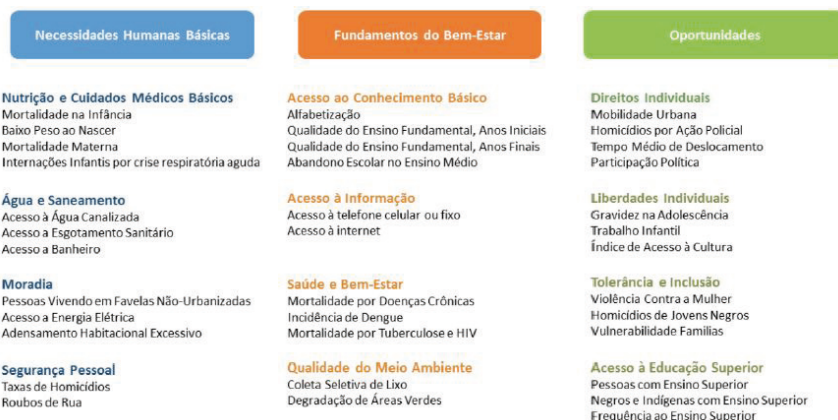 Necessidades Humanas Básicas
Nutrição e Cuidados Médicos Básicos
Mortalidade na Infância
Baixo Peso ao Nascer
Mortalidade Materna
Internações Infantis por crise respiratória aguda
Água e Saneamento
Acesso à Água Canalizada
Acesso a Esgotamento Sanitário
Acesso a Banheiro
Moradia
Pessoas Vivendo em Favelas Não-Urbanizadas
Acesso a Energia Elétrica
Adensamento Habitacional Excessivo
Segurança Pessoal
Taxas de Homicídios
Roubos de Rua
Fundamentos do Bem-Estar
Acesso ao Conhecimento Básico
Alfabetização
Qualidade do Ensino Fundamental, Anos Iniciais
Qualidade do Ensino Fundamental, Anos Finais
Abandono Escolar no Ensino Médio
Acesso à Informação
Acesso à telefone celular ou fixo
Acesso à internet
Saúde e Bem-Estar
Mortalidade por Doenças Crônicas
Incidência de Dengue
Mortalidade por Tuberculose e HIV
Qualidade do Meio Ambiente
Coleta Seletiva de Lixo
Degradação de Áreas Verdes
Oportunidades
Direitos Individuais
Mobilidade Urbana
Homicídios por Ação Policial
Tempo Médio de Deslocamento
Participação Política
Liberdades Individuais
Gravidez na Adolescência
Trabalho Infantil
Índice de Acesso à Cultura
Tolerância e Inclusão
Violência Contra a Mulher
Homicídios de Jovens Negros
Vulnerabilidade Familias
Acesso à Educação Superior
Pessoas com Ensino Superior
Negros e Indígenas com Ensino Superior
Frequência ao Ensino Superior